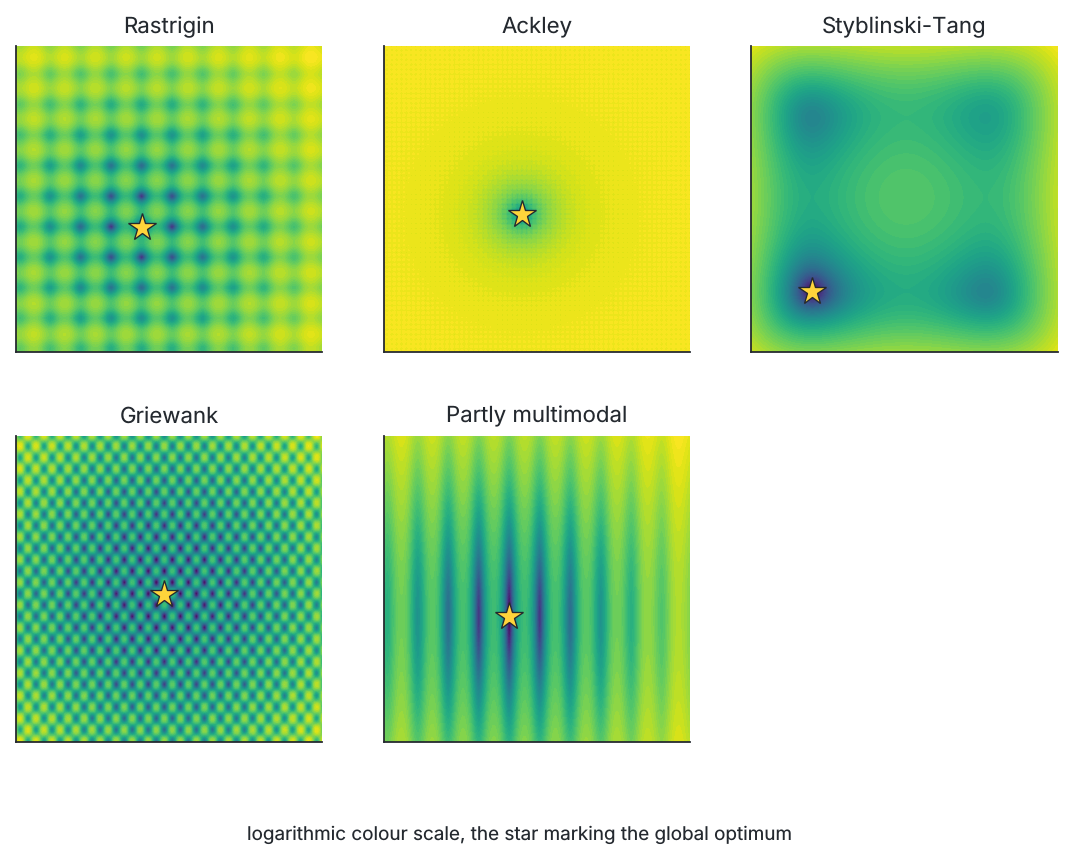 Rastrigin
Ackley
Styblinski-Tang
Griewank
Partly multimodal
logarithmic colour scale, the star marking the global optimum